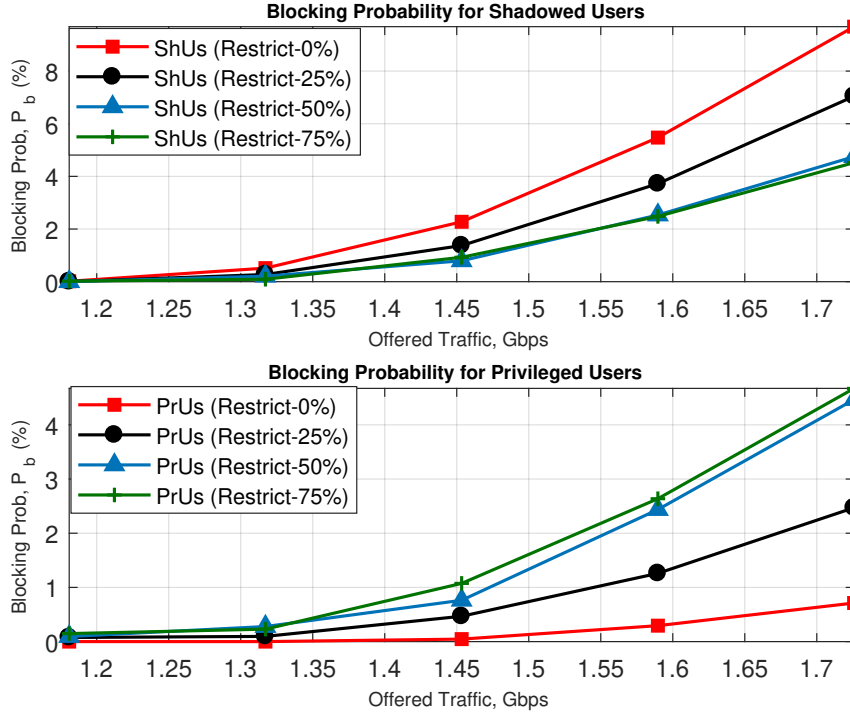 Blocking Probability for Shadowed Users
Blocking Prob, P_b (%)
8
6
4
2
0
ShUs (Restrict-0%)
ShUs (Restrict-25%)
ShUs (Restrict-50%)
ShUs (Restrict-75%)
1.2 1.25 1.3 1.35 1.4 1.45 1.5 1.55 1.6 1.65 1.7
Offered Traffic, Gbps
Blocking Probability for Privileged Users
Blocking Prob, P_b (%)
4
3
2
1
0
PrUs (Restrict-0%)
PrUs (Restrict-25%)
PrUs (Restrict-50%)
PrUs (Restrict-75%)
1.2 1.25 1.3 1.35 1.4 1.45 1.5 1.55 1.6 1.65 1.7
Offered Traffic, Gbps